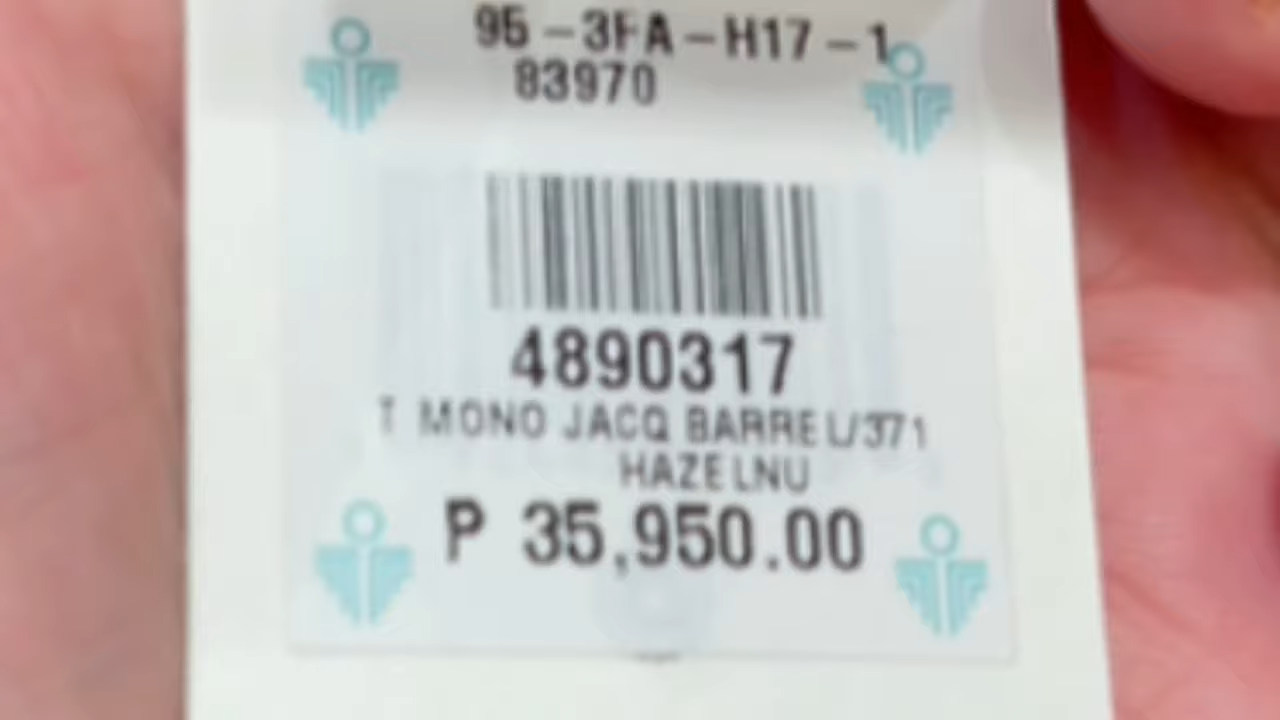 95-3FA-H17-1
83970
4890317
T MONO JACQ BARREL/371
HAZELNU
P 35,950.00